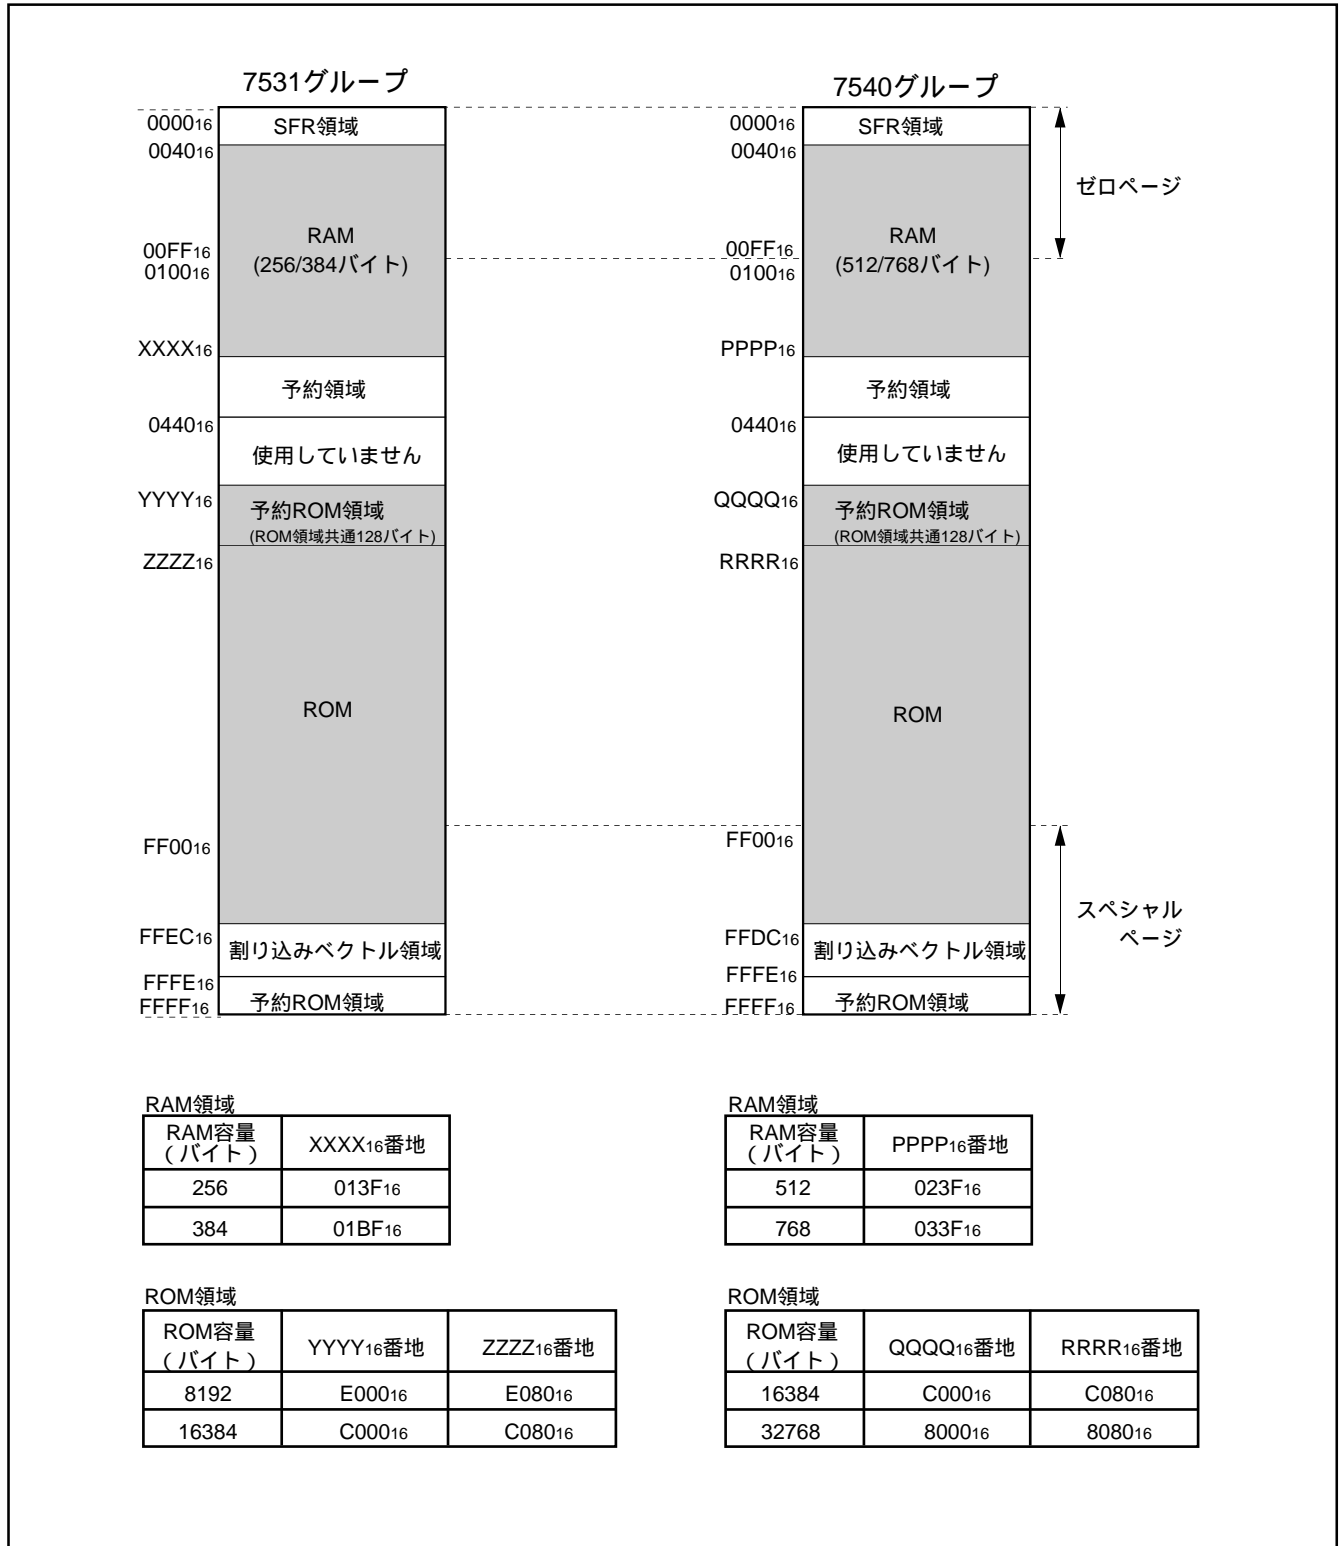 7531グループ
000016
SFR領域
004016
RAM
(256/384バイト)
00FF16
010016
XXXX16
予約領域
044016
使用していません
YYYY16
予約ROM領域
(ROM領域共通128バイト)
ZZZZ16
ROM
FF0016
FFEC16
割り込みベクトル領域
FFFE16
FFFF16
予約ROM領域
7540グループ
000016
SFR領域
004016
ゼロページ
RAM
(512/768バイト)
00FF16
010016
PPPP16
予約領域
044016
使用していません
QQQQ16
予約ROM領域
(ROM領域共通128バイト)
RRRR16
ROM
FF0016
スペシャル
ページ
FFDC16
割り込みベクトル領域
FFFE16
FFFF16
予約ROM領域
RAM領域
RAM容量
(バイト) XXXX16番地
256 013F16
384 01BF16
RAM領域
RAM容量
(バイト) PPPP16番地
512 023F16
768 033F16
ROM領域
ROM容量
(バイト) YYYY16番地 ZZZZ16番地
8192 E00016 E08016
16384 C00016 C08016
ROM領域
ROM容量
(バイト) QQQQ16番地 RRRR16番地
16384 C00016 C08016
32768 800016 808016